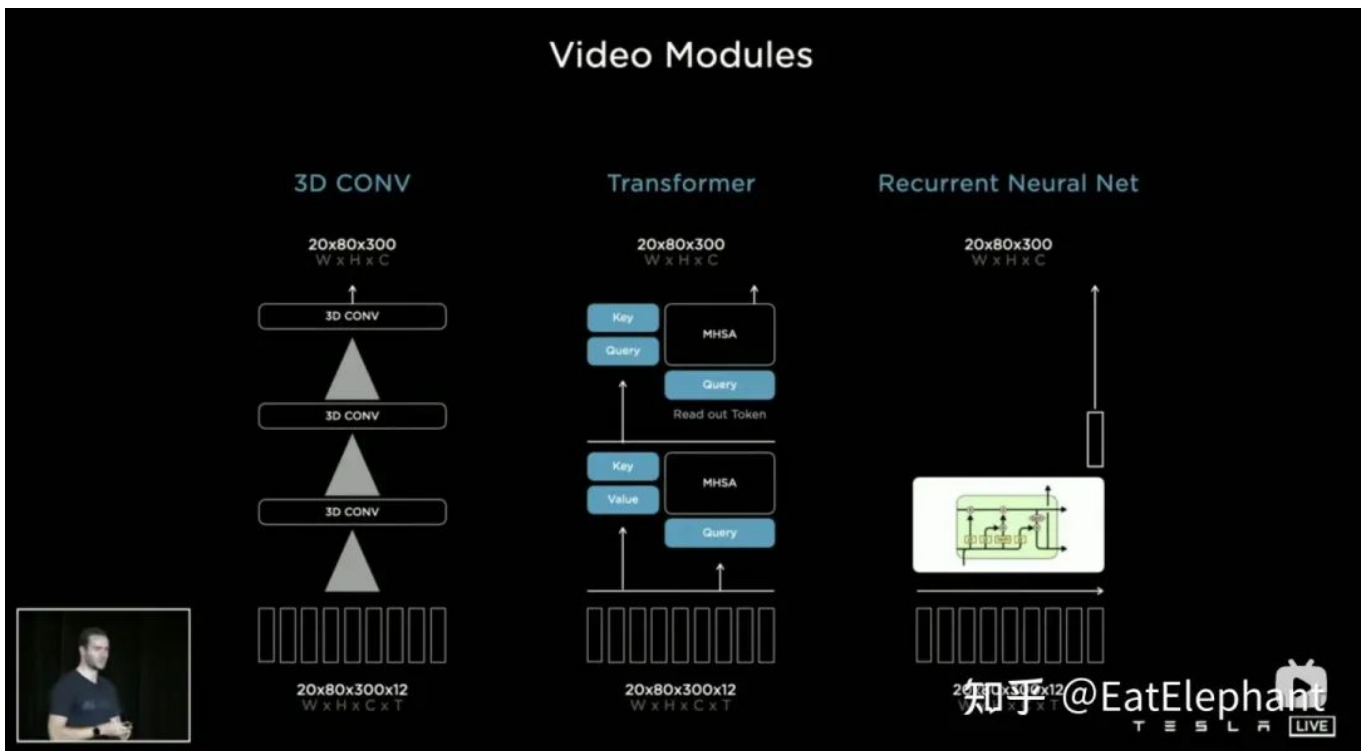 Video Modules
3D CONV
20x80x300
W x H x C
3D CONV
3D CONV
3D CONV
20x80x300x12
W x H x C x T
Transformer
20x80x300
W x H x C
Key
Query
MHSA
Query
Read out Token
Key
Value
MHSA
Query
20x80x300x12
W x H x C x T
Recurrent Neural Net
20x80x300
W x H x C
知乎 @EatElephant
TESLA LIVE